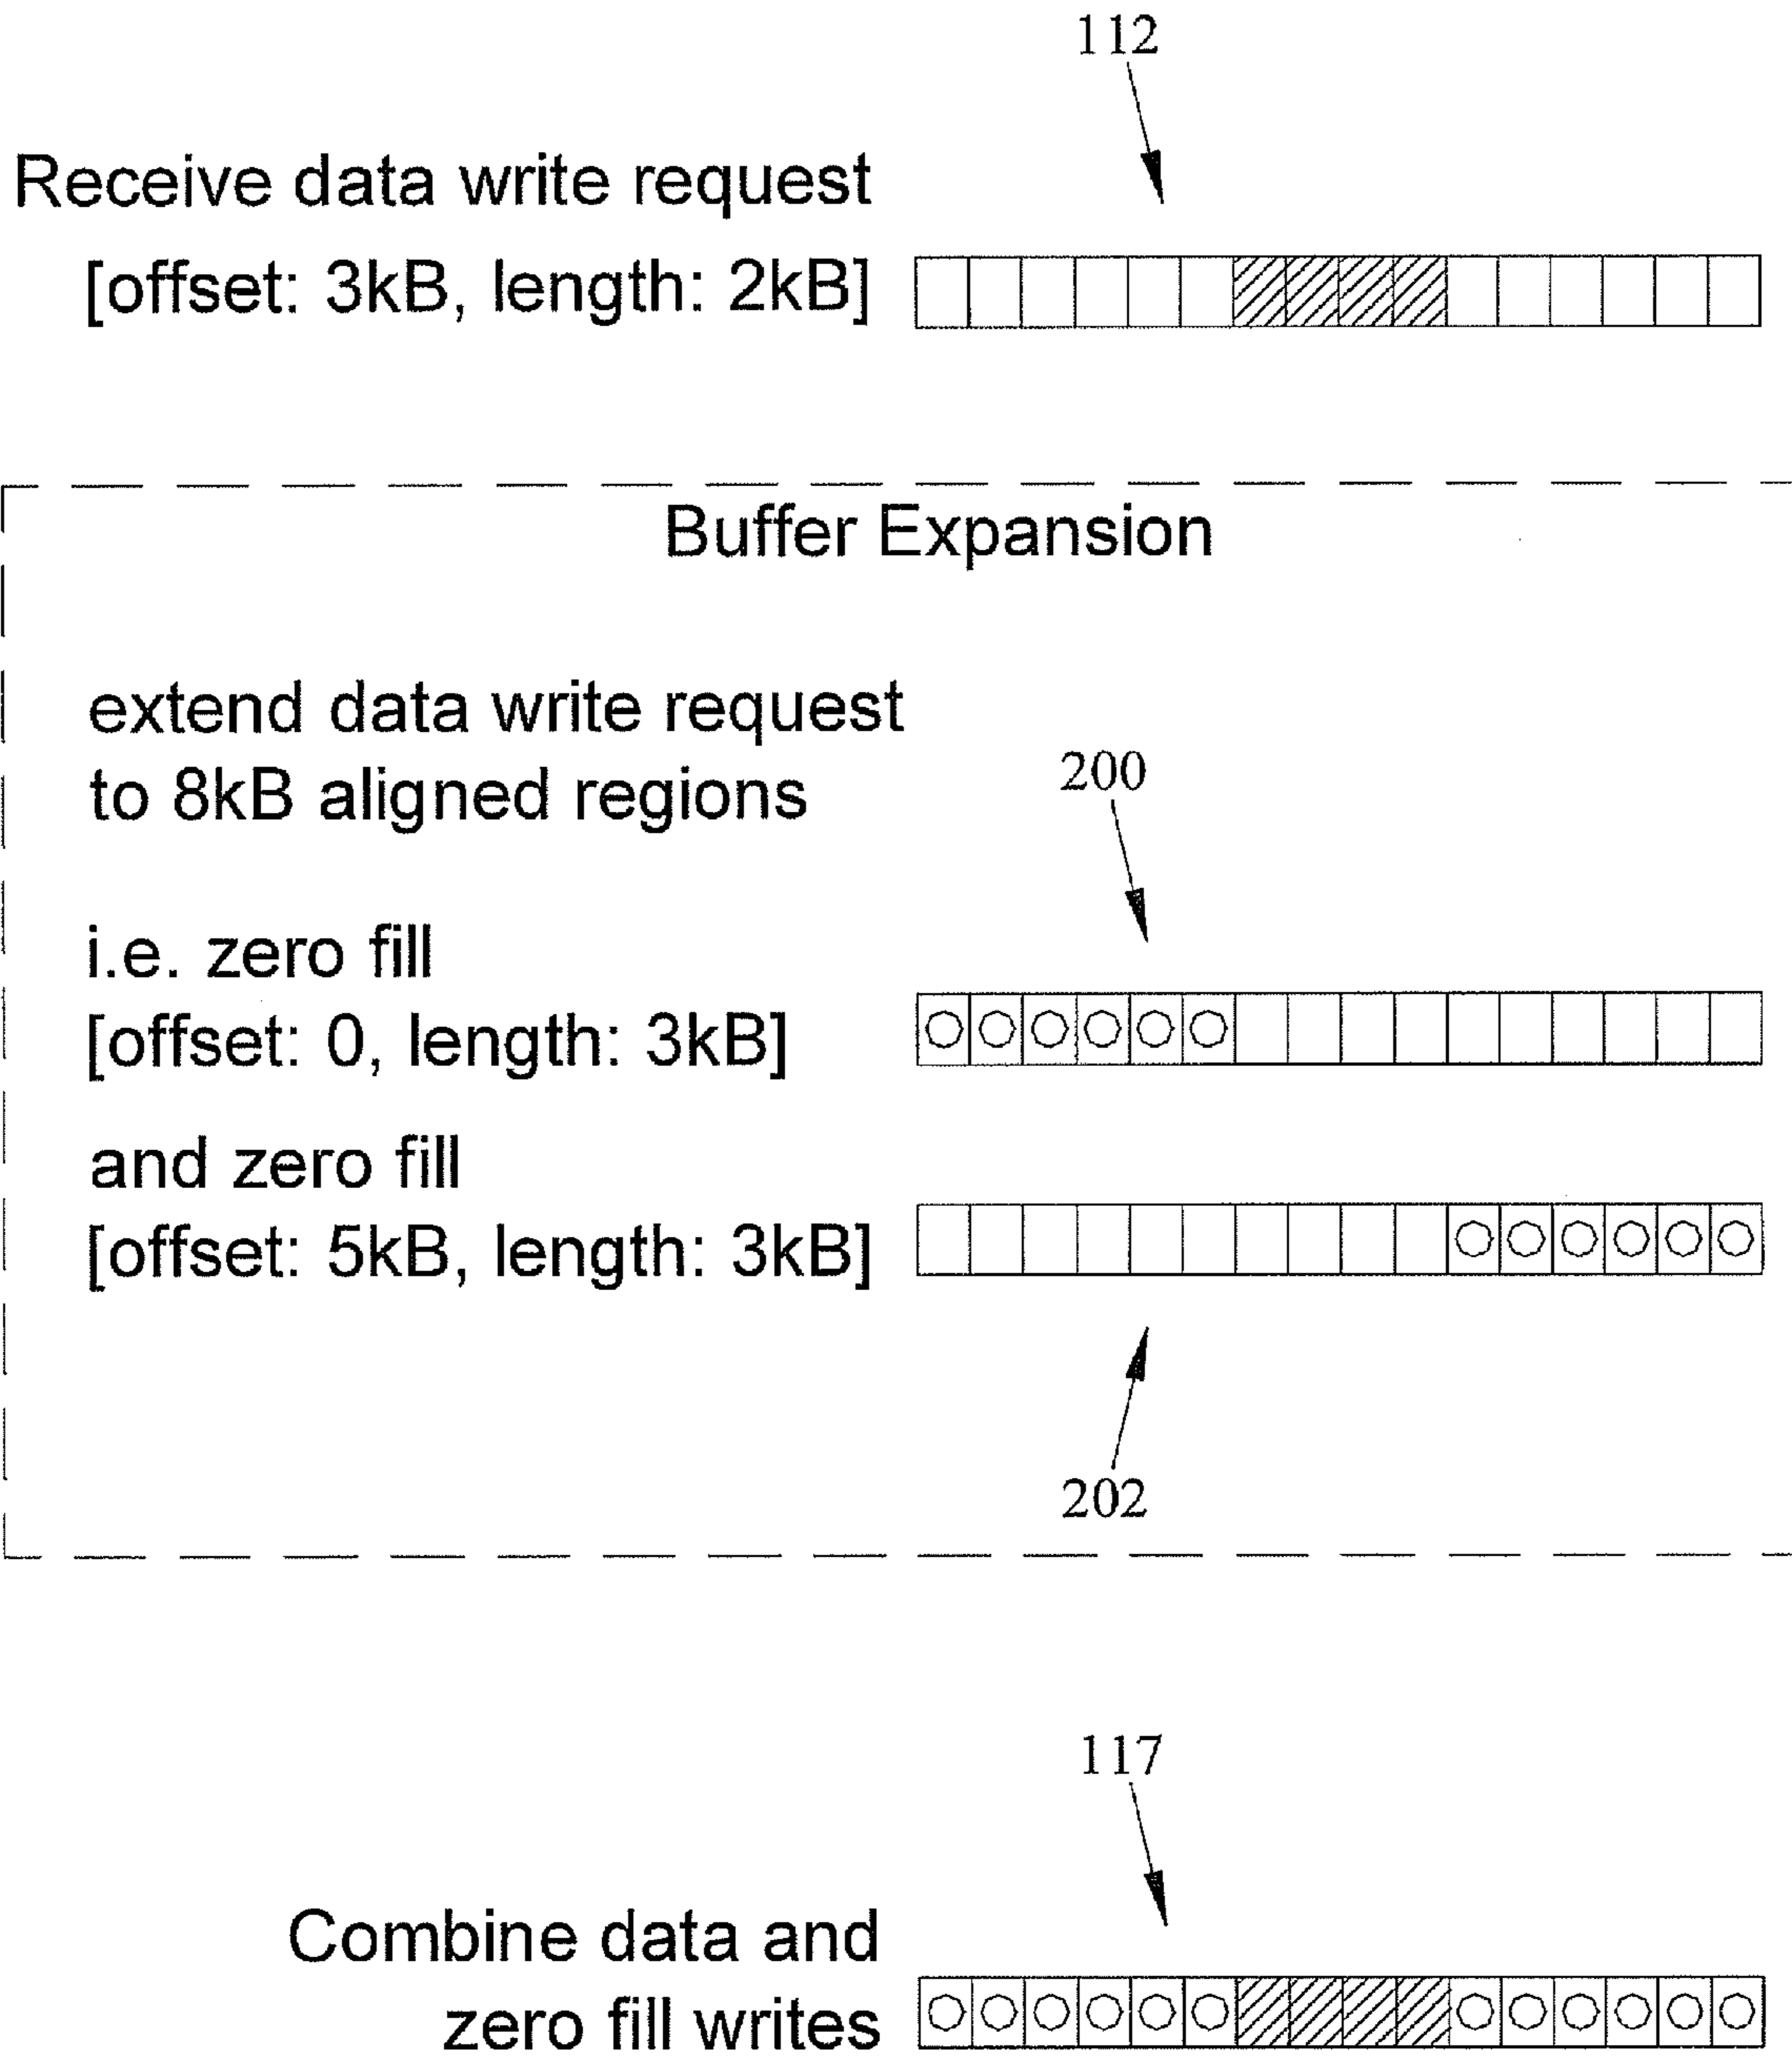 112
Receive data write request
[offset: 3kB, length: 2kB]
Buffer Expansion
extend data write request
to 8kB aligned regions
200
i.e. zero fill
[offset: 0, length: 3kB]
and zero fill
[offset: 5kB, length: 3kB]
202
117
Combine data and
zero fill writes